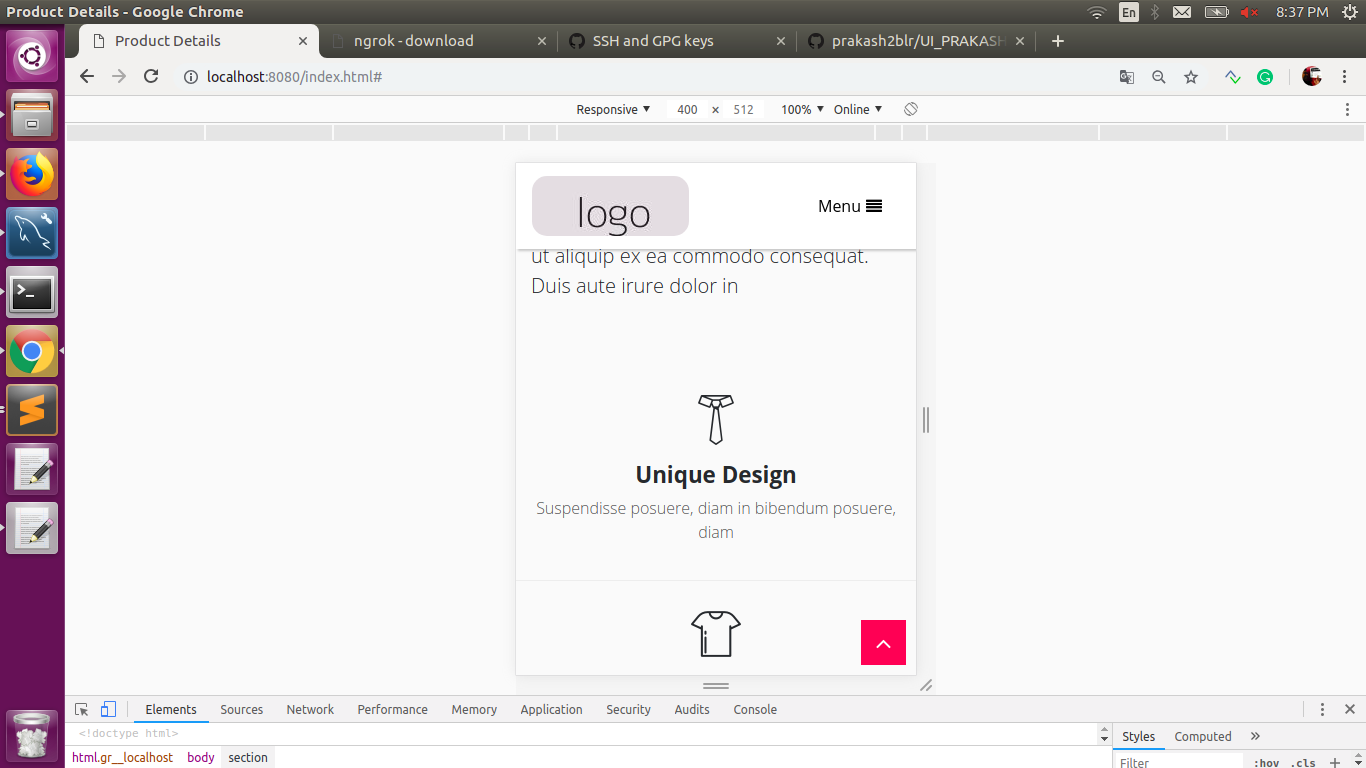 Product Details - Google Chrome
En
8:37 PM
Product Details
ngrok - download
SSH and GPG keys
prakash2blr/UI_PRAKASH
localhost:8080/index.html#
Responsive
400 × 512
100%
Online
logo
Menu
ut aliquip ex ea commodo consequat.
Duis aute irure dolor in
Unique Design
Suspendisse posuere, diam in bibendum posuere,
diam
Elements
Sources
Network
Performance
Memory
Application
Security
Audits
Console
<!doctype html>
Styles
Computed
»
html.gr__localhost
body
section
Filter
:hov
.cls
+